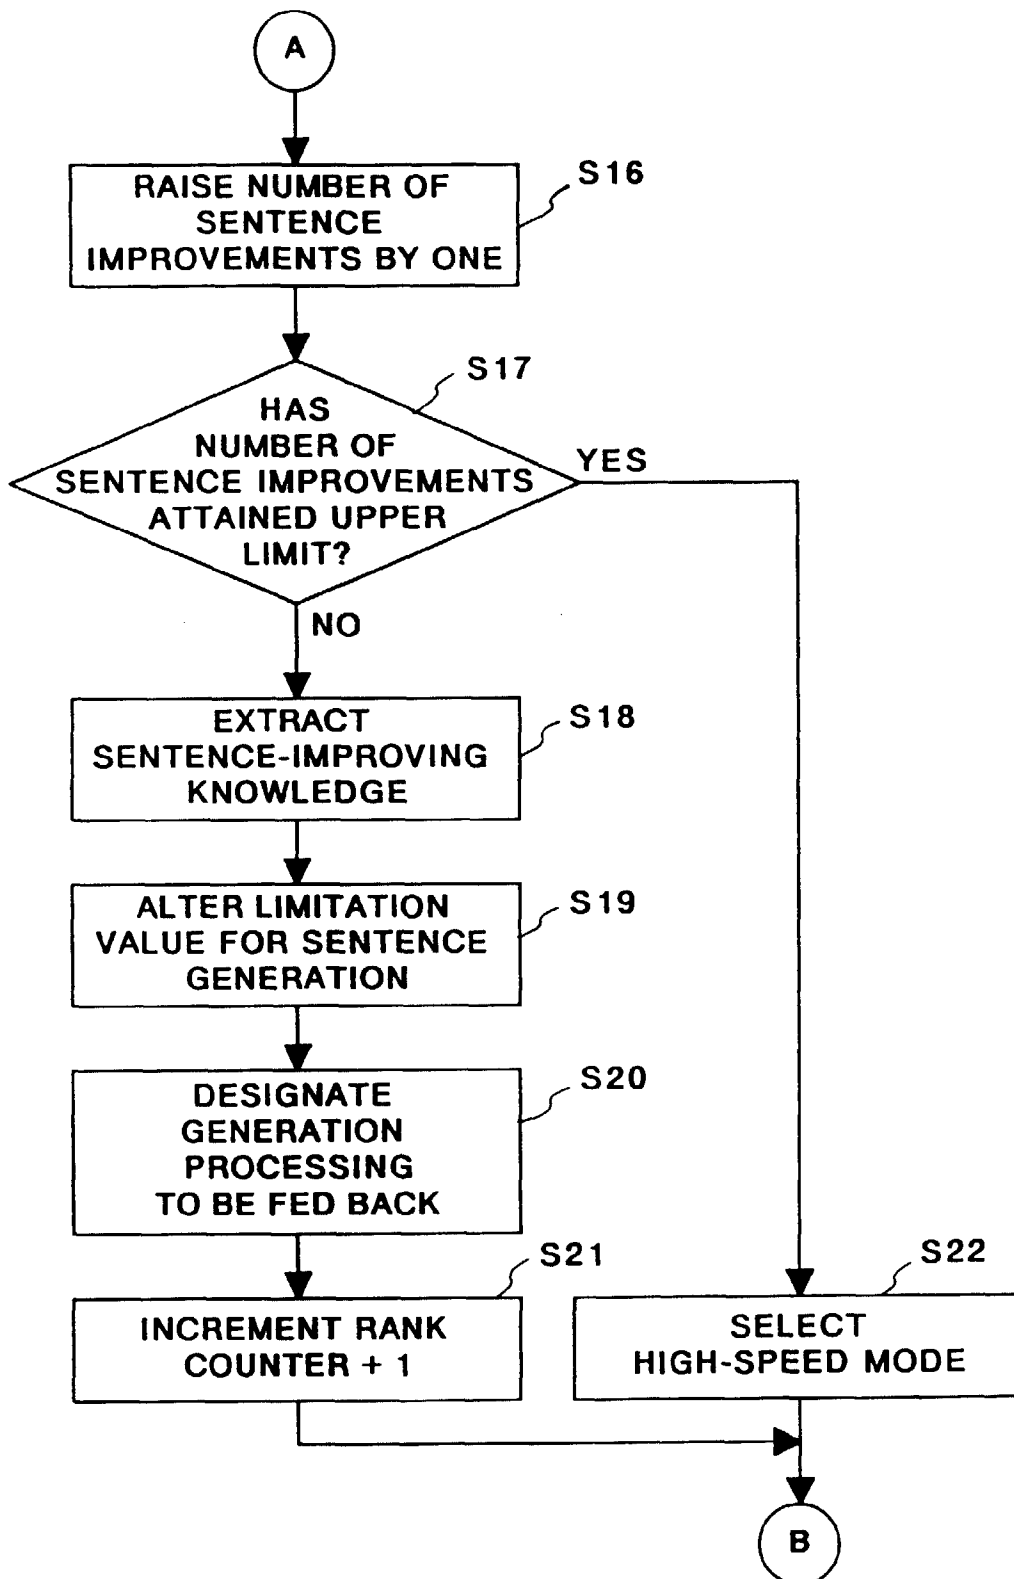 A
RAISE NUMBER OF
SENTENCE
IMPROVEMENTS BY ONE
S16
S17
HAS
NUMBER OF
SENTENCE IMPROVEMENTS
ATTAINED UPPER
LIMIT?
YES
NO
EXTRACT
SENTENCE-IMPROVING
KNOWLEDGE
S18
ALTER LIMITATION
VALUE FOR SENTENCE
GENERATION
S19
DESIGNATE
GENERATION
PROCESSING
TO BE FED BACK
S20
S21
INCREMENT RANK
COUNTER + 1
S22
SELECT
HIGH-SPEED MODE
B